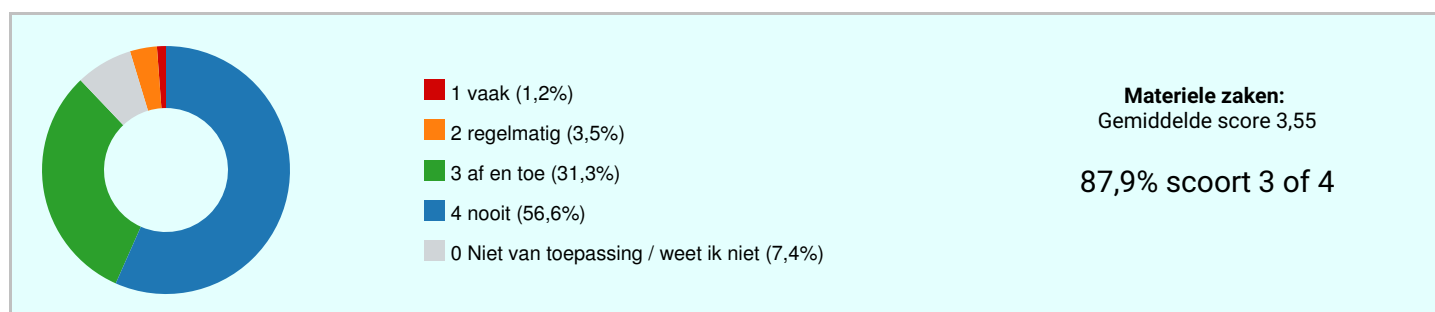 1 vaak (1,2%)
2 regelmatig (3,5%)
3 af en toe (31,3%)
4 nooit (56,6%)
0 Niet van toepassing / weet ik niet (7,4%)
Materiele zaken:
Gemiddelde score 3,55
87,9% scoort 3 of 4